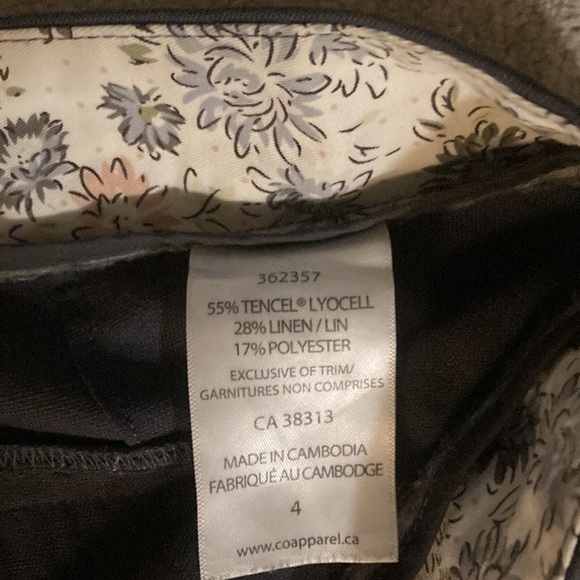 362357
55% TENCEL® LYOCELL
28% LINEN / LIN
17% POLYESTER
EXCLUSIVE OF TRIM/
GARNITURES NON COMPRISES
CA 38313
MADE IN CAMBODIA
FABRIQUÉ AU CAMBODGE
4
www.coapparel.ca